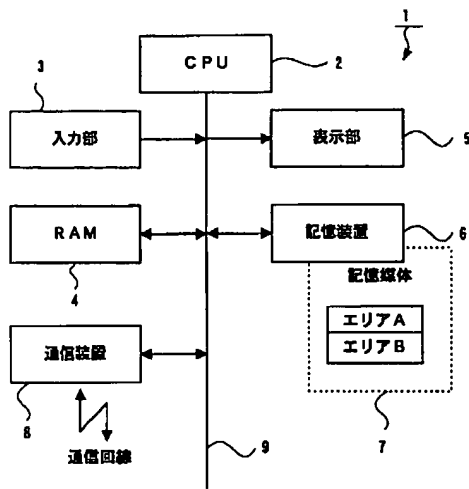 1
CPU
2
3
入力部
表示部
5
RAM
4
記憶装置
6
記憶媒体
エリアA
エリアB
7
通信装置
8
通信回線
9